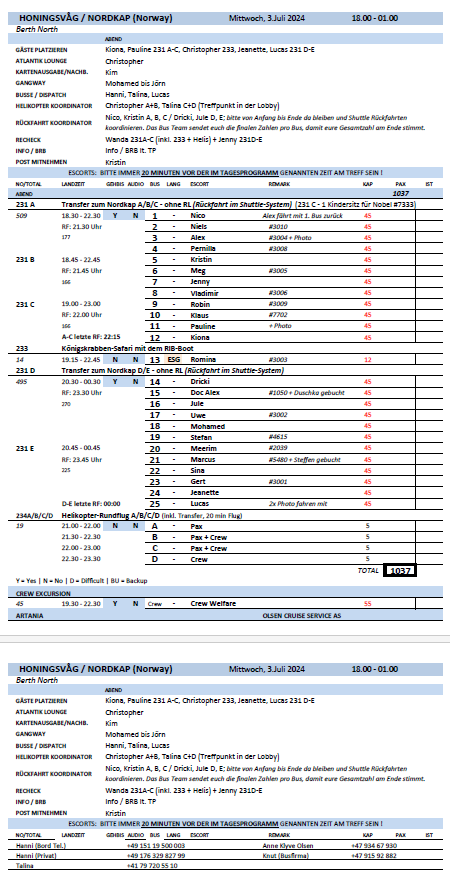 HONINGSVÅG / NORDKAP (Norway) Mittwoch, 3.Juli 2024 18.00 - 01.00
Berth North
ABEND
GÄSTE PLATZIEREN Kiona, Pauline 231 A-C, Christopher 233, Jeanette, Lucas 231 D-E
ATLANTIK LOUNGE Christopher
KARTENAUSGABE/NACHB. Kim
GANGWAY Mohamed bis Jörn
BUSSE / DISPATCH Hanni, Talina, Lucas
HELIKOPTER KOORDINATOR Christopher A+B, Talina C+D (Treffpunkt in der Lobby)
RÜCKFAHRT KOORDINATOR Nico, Kristin A, B, C / Dricki, Jule D, E; bitte von Anfang bis Ende da bleiben und Shuttle Rückfahrten
koordinieren. Das Bus Team sendet euch die finalen Zahlen pro Bus, damit eure Gesamtzahl am Ende stimmt.
RECHECK Wanda 231A-C (inkl. 233 + Helis) + Jenny 231D-E
INFO / BRB Info / BRB lt. TP
POST MITNEHMEN Kristin
ESCORTS: BITTE IMMER 20 MINUTEN VOR DER IM TAGESPROGRAMM GENANNTEN ZEIT AM TREFF SEIN !
NO/TOTAL LANDZEIT GEHBIS AUDIO BUS LANG ESCORT REMARK KAP PAX IST
ABEND 1037
231 A Transfer zum Nordkap A/B/C - ohne RL (Rückfahrt im Shuttle-System) (231 C - 1 Kindersitz für Nobel #7333)
509 18.30 - 22.30 Y N 1 - Nico Alex fährt mit 1. Bus zurück 45
RF: 21.30 Uhr 2 - Niels #3010 45
177 3 - Alex #3004 + Photo 45
4 - Pernilla #3008 45
231 B 18.45 - 22.45 5 - Kristin 45
RF: 21.45 Uhr 6 - Meg #3005 45
166 7 - Jenny 45
8 - Vladimir #3006 45
231 C 19.00 - 23.00 9 - Robin #3009 45
RF: 22.00 Uhr 10 - Klaus #7702 45
166 11 - Pauline + Photo 45
A-C letzte RF: 22:15 12 - Kiona 45
233 Königskrabben-Safari mit dem RIB-Boot
14 19.15 - 22.45 N N 13 ESG Romina #3003 12
231 D Transfer zum Nordkap D/E - ohne RL (Rückfahrt im Shuttle-System)
495 20.30 - 00.30 Y N 14 - Dricki 45
RF: 23.30 Uhr 15 - Doc Alex #1050 + Duschka gebucht 45
270 16 - Jule 45
17 - Uwe #3002 45
18 - Mohamed 45
19 - Stefan #4615 45
231 E 20.45 - 00.45 20 - Meerim #2039 45
RF: 23.45 Uhr 21 - Marcus #5480 + Steffen gebucht 45
225 22 - Sina 45
23 - Gert #3001 45
24 - Jeanette 45
D-E letzte RF: 00:00 25 - Lucas 2x Photo fahren mit 45
234A/B/C/D Helikopter-Rundflug A/B/C/D (inkl. Transfer, 20 min Flug)
19 21.00 - 22.00 N N A - Pax 5
21.30 - 22.30 B - Pax + Crew 5
22.00 - 23.00 C - Pax + Crew 5
22.30 - 23.30 D - Crew 5
TOTAL 1037
Y = Yes | N = No | D = Difficult | BU = Backup
CREW EXCURSION
45 19.30 - 22.30 Y N Crew - Crew Welfare 55
ARTANIA OLSEN CRUISE SERVICE AS
HONINGSVÅG / NORDKAP (Norway) Mittwoch, 3.Juli 2024 18.00 - 01.00
Berth North
ABEND
GÄSTE PLATZIEREN Kiona, Pauline 231 A-C, Christopher 233, Jeanette, Lucas 231 D-E
ATLANTIK LOUNGE Christopher
KARTENAUSGABE/NACHB. Kim
GANGWAY Mohamed bis Jörn
BUSSE / DISPATCH Hanni, Talina, Lucas
HELIKOPTER KOORDINATOR Christopher A+B, Talina C+D (Treffpunkt in der Lobby)
RÜCKFAHRT KOORDINATOR Nico, Kristin A, B, C / Dricki, Jule D, E; bitte von Anfang bis Ende da bleiben und Shuttle Rückfahrten
koordinieren. Das Bus Team sendet euch die finalen Zahlen pro Bus, damit eure Gesamtzahl am Ende stimmt.
RECHECK Wanda 231A-C (inkl. 233 + Helis) + Jenny 231D-E
INFO / BRB Info / BRB lt. TP
POST MITNEHMEN Kristin
ESCORTS: BITTE IMMER 20 MINUTEN VOR DER IM TAGESPROGRAMM GENANNTEN ZEIT AM TREFF SEIN !
NO/TOTAL LANDZEIT GEHBIS AUDIO BUS LANG ESCORT REMARK KAP PAX IST
Hanni (Bord Tel.) +49 151 19 500 003 Anne Klyve Olsen +47 934 67 930
Hanni (Privat) +49 176 329 827 99 Knut (Busfirma) +47 915 92 882
Talina +41 79 720 55 10